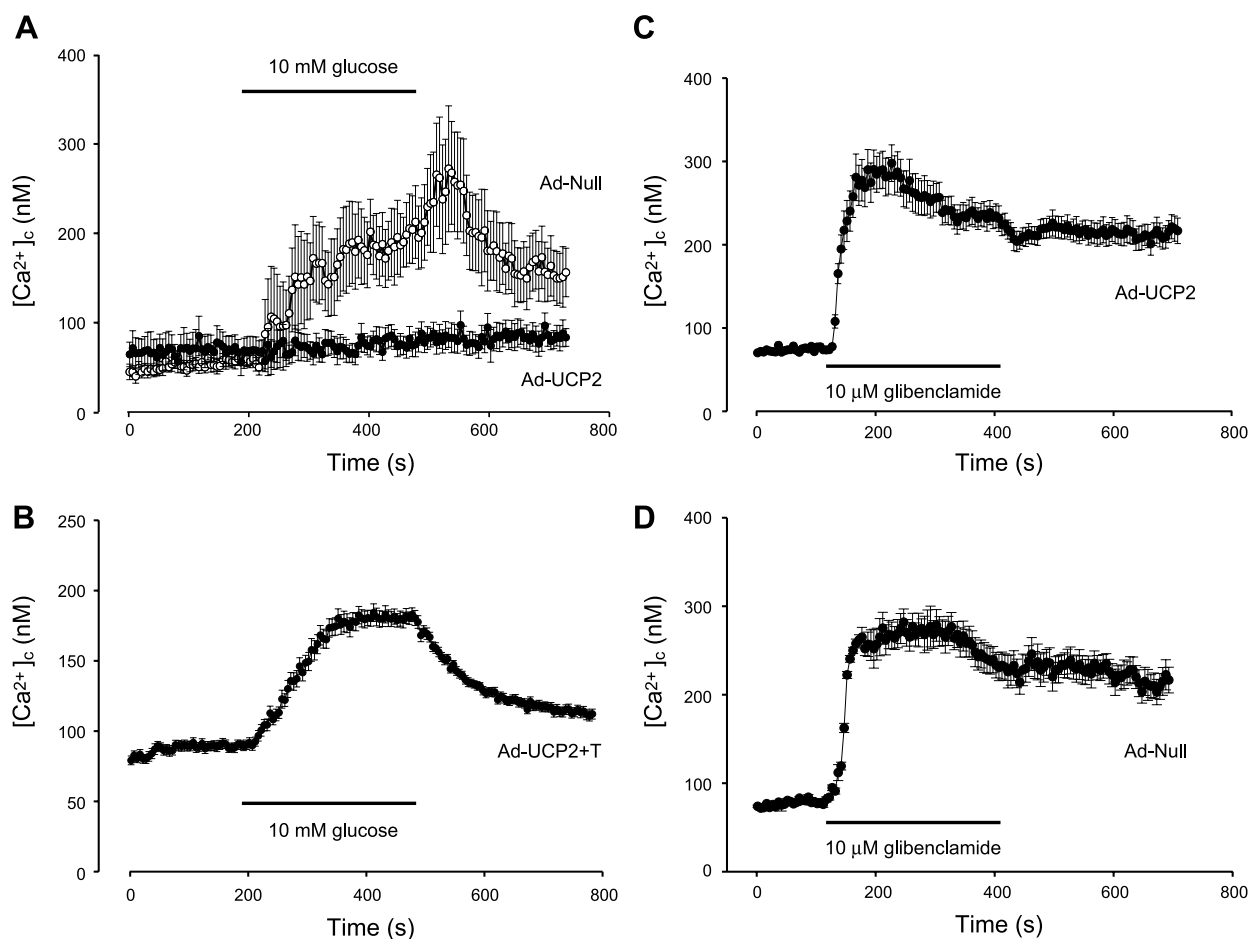 A
400
300
200
100
0
[Ca²⁺]c (nM)
10 mM glucose
Ad-Null
Ad-UCP2
0 200 400 600 800
Time (s)
B
250
200
150
100
50
0
[Ca²⁺]c (nM)
Ad-UCP2+T
10 mM glucose
0 200 400 600 800
Time (s)
C
400
300
200
100
0
[Ca²⁺]c (nM)
Ad-UCP2
10 μM glibenclamide
0 200 400 600 800
Time (s)
D
400
300
200
100
0
[Ca²⁺]c (nM)
Ad-Null
10 μM glibenclamide
0 200 400 600 800
Time (s)